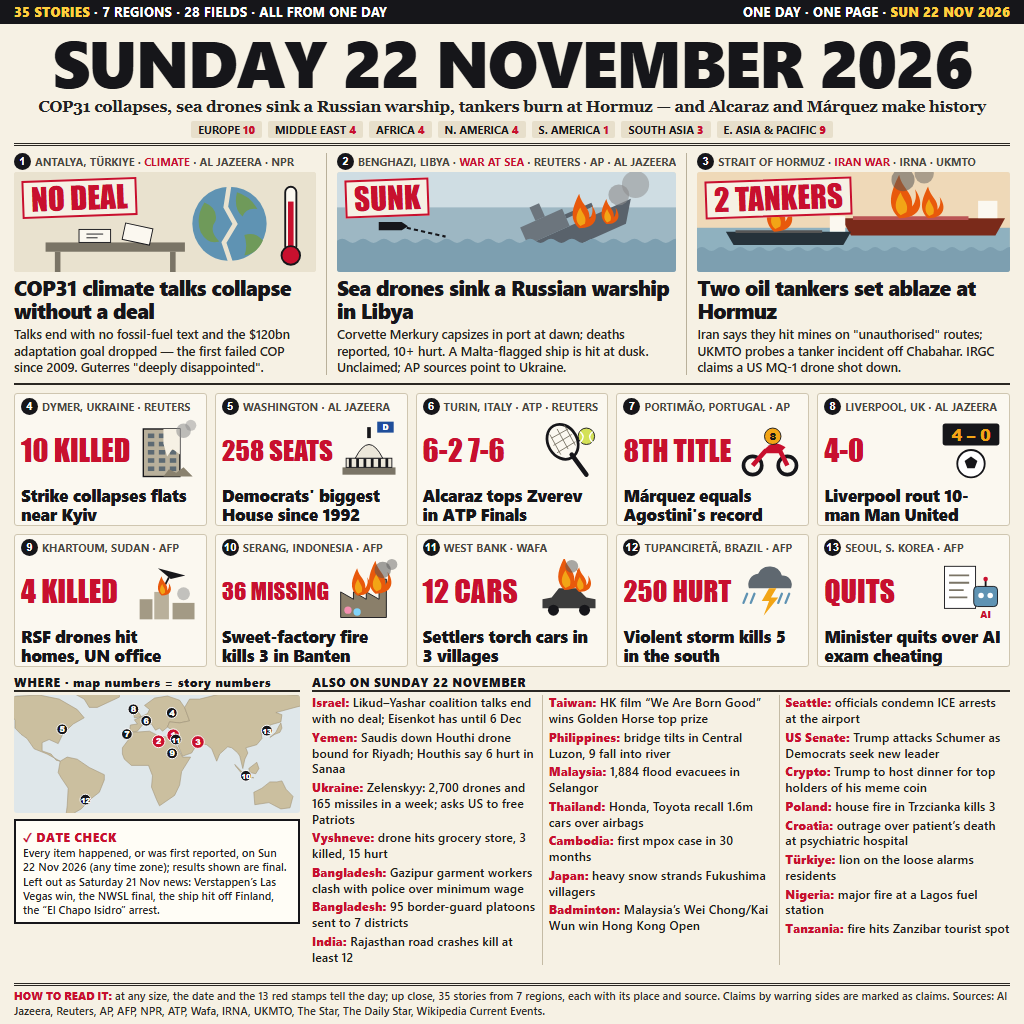 35 STORIES · 7 REGIONS · 28 FIELDS · ALL FROM ONE DAY
ONE DAY · ONE PAGE · SUN 22 NOV 2026
SUNDAY 22 NOVEMBER 2026
COP31 collapses, sea drones sink a Russian warship, tankers burn at Hormuz — and Alcaraz and Márquez make history
EUROPE 10
MIDDLE EAST 4
AFRICA 4
N. AMERICA 4
S. AMERICA 1
SOUTH ASIA 3
E. ASIA & PACIFIC 9
1 ANTALYA, TÜRKIYE · CLIMATE · AL JAZEERA · NPR
NO DEAL
COP31 climate talks collapse
without a deal
Talks end with no fossil-fuel text and the $120bn
adaptation goal dropped — the first failed COP
since 2009. Guterres "deeply disappointed".
2 BENGHAZI, LIBYA · WAR AT SEA · REUTERS · AP · AL JAZEERA
SUNK
Sea drones sink a Russian warship
in Libya
Corvette Merkury capsizes in port at dawn; deaths
reported, 10+ hurt. A Malta-flagged ship is hit at dusk.
Unclaimed; AP sources point to Ukraine.
3 STRAIT OF HORMUZ · IRAN WAR · IRNA · UKMTO
2 TANKERS
Two oil tankers set ablaze at
Hormuz
Iran says they hit mines on "unauthorised" routes;
UKMTO probes a tanker incident off Chabahar. IRGC
claims a US MQ-1 drone shot down.
4 DYMER, UKRAINE · REUTERS
10 KILLED
Strike collapses flats
near Kyiv
5 WASHINGTON · AL JAZEERA
258 SEATS
D
Democrats' biggest
House since 1992
6 TURIN, ITALY · ATP · REUTERS
6-2 7-6
Alcaraz tops Zverev
in ATP Finals
7 PORTIMÃO, PORTUGAL · AP
8TH TITLE
8
Márquez equals
Agostini's record
8 LIVERPOOL, UK · AL JAZEERA
4-0
4 – 0
Liverpool rout 10-
man Man United
9 KHARTOUM, SUDAN · AFP
4 KILLED
RSF drones hit
homes, UN office
10 SERANG, INDONESIA · AFP
36 MISSING
Sweet-factory fire
kills 3 in Banten
11 WEST BANK · WAFA
12 CARS
Settlers torch cars in
3 villages
12 TUPANCIRETÃ, BRAZIL · AFP
250 HURT
Violent storm kills 5
in the south
13 SEOUL, S. KOREA · AFP
QUITS
AI
Minister quits over AI
exam cheating
WHERE · map numbers = story numbers
8
4
6
5
7
2
11
3
13
9
10
12
✓ DATE CHECK
Every item happened, or was first reported, on Sun
22 Nov 2026 (any time zone); results shown are final.
Left out as Saturday 21 Nov news: Verstappen's Las
Vegas win, the NWSL final, the ship hit off Finland,
the “El Chapo Isidro” arrest.
ALSO ON SUNDAY 22 NOVEMBER
Israel: Likud–Yashar coalition talks end
with no deal; Eisenkot has until 6 Dec
Yemen: Saudis down Houthi drone
bound for Riyadh; Houthis say 6 hurt in
Sanaa
Ukraine: Zelenskyy: 2,700 drones and
165 missiles in a week; asks US to free
Patriots
Vyshneve: drone hits grocery store, 3
killed, 15 hurt
Bangladesh: Gazipur garment workers
clash with police over minimum wage
Bangladesh: 95 border-guard platoons
sent to 7 districts
India: Rajasthan road crashes kill at
least 12
Taiwan: HK film “We Are Born Good”
wins Golden Horse top prize
Philippines: bridge tilts in Central
Luzon, 9 fall into river
Malaysia: 1,884 flood evacuees in
Selangor
Thailand: Honda, Toyota recall 1.6m
cars over airbags
Cambodia: first mpox case in 30
months
Japan: heavy snow strands Fukushima
villagers
Badminton: Malaysia's Wei Chong/Kai
Wun win Hong Kong Open
Seattle: officials condemn ICE arrests
at the airport
US Senate: Trump attacks Schumer as
Democrats seek new leader
Crypto: Trump to host dinner for top
holders of his meme coin
Poland: house fire in Trzcianka kills 3
Croatia: outrage over patient's death
at psychiatric hospital
Türkiye: lion on the loose alarms
residents
Nigeria: major fire at a Lagos fuel
station
Tanzania: fire hits Zanzibar tourist spot
HOW TO READ IT: at any size, the date and the 13 red stamps tell the day; up close, 35 stories from 7 regions, each with its place and source. Claims by warring sides are marked as claims. Sources: Al
Jazeera, Reuters, AP, AFP, NPR, ATP, Wafa, IRNA, UKMTO, The Star, The Daily Star, Wikipedia Current Events.